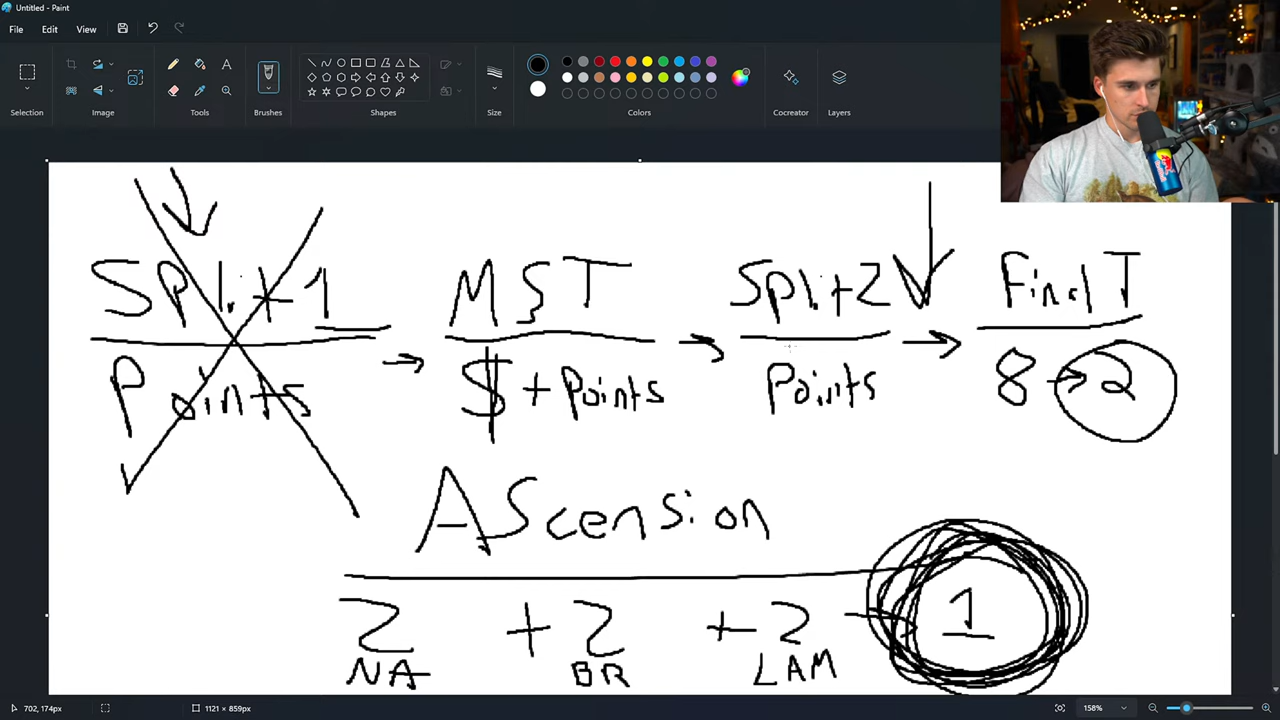 Untitled - Paint
File Edit View
Selection Image Tools Brushes Shapes Size Colors Cocreator Layers
Split 1 MST Split 2 Final T
Points $ + Points Points 8 → 2
Ascension
2 + 2 + 2 → 1
NA BR LAM
702, 174px 1121 × 859px 158%